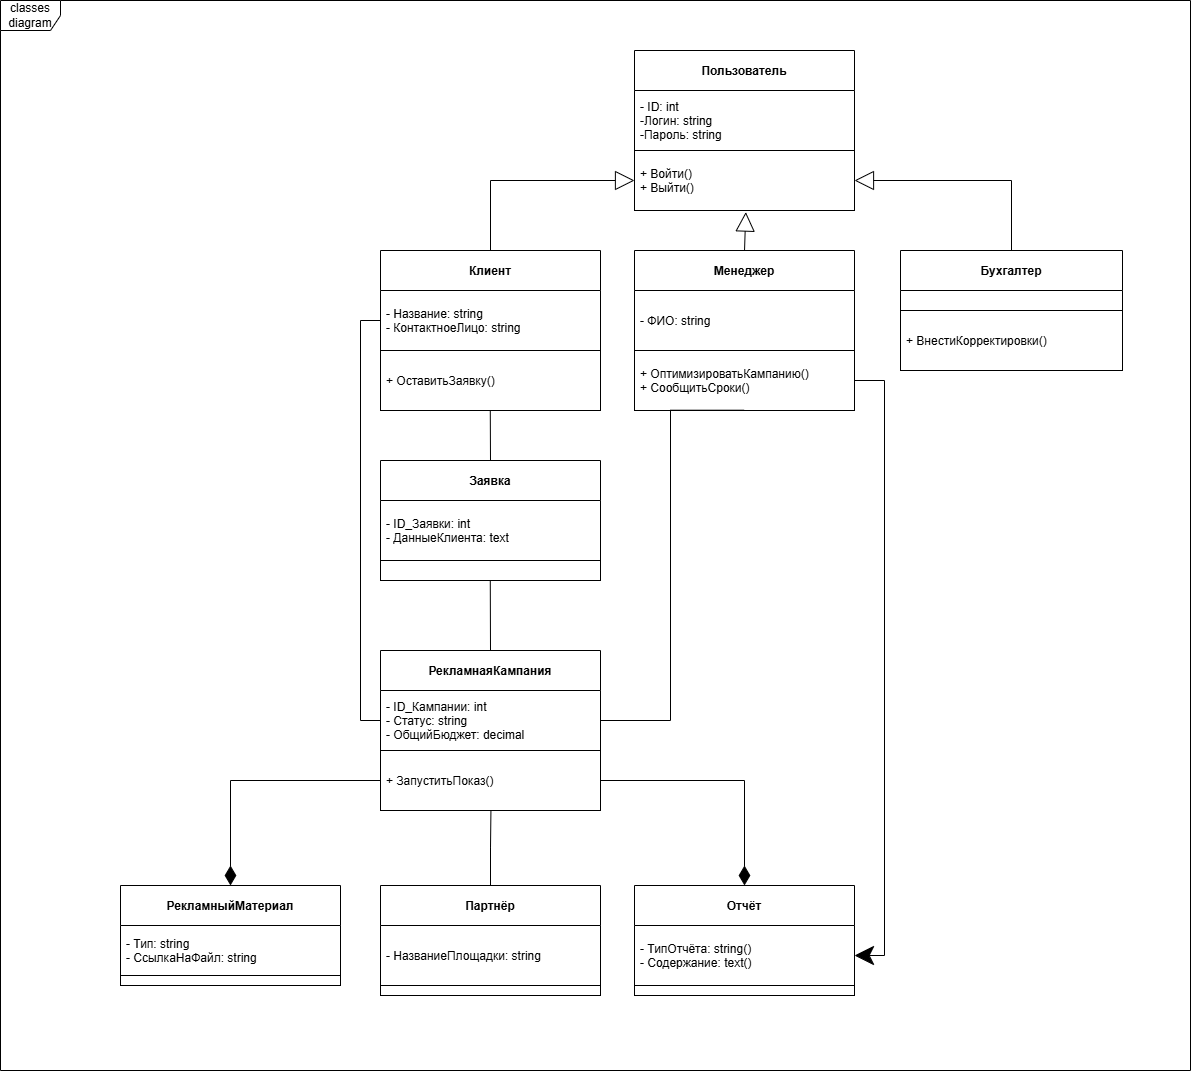 classes
diagram
Пользователь
- ID: int
-Логин: string
-Пароль: string
+ Войти()
+ Выйти()
Клиент
- Название: string
- КонтактноеЛицо: string
+ ОставитьЗаявку()
Менеджер
- ФИО: string
+ ОптимизироватьКампанию()
+ СообщитьСроки()
Бухгалтер
+ ВнестиКорректировки()
Заявка
- ID_Заявки: int
- ДанныеКлиента: text
РекламнаяКампания
- ID_Кампании: int
- Статус: string
- ОбщийБюджет: decimal
+ ЗапуститьПоказ()
РекламныйМатериал
- Тип: string
- СсылкаНаФайл: string
Партнёр
- НазваниеПлощадки: string
Отчёт
- ТипОтчёта: string()
- Содержание: text()